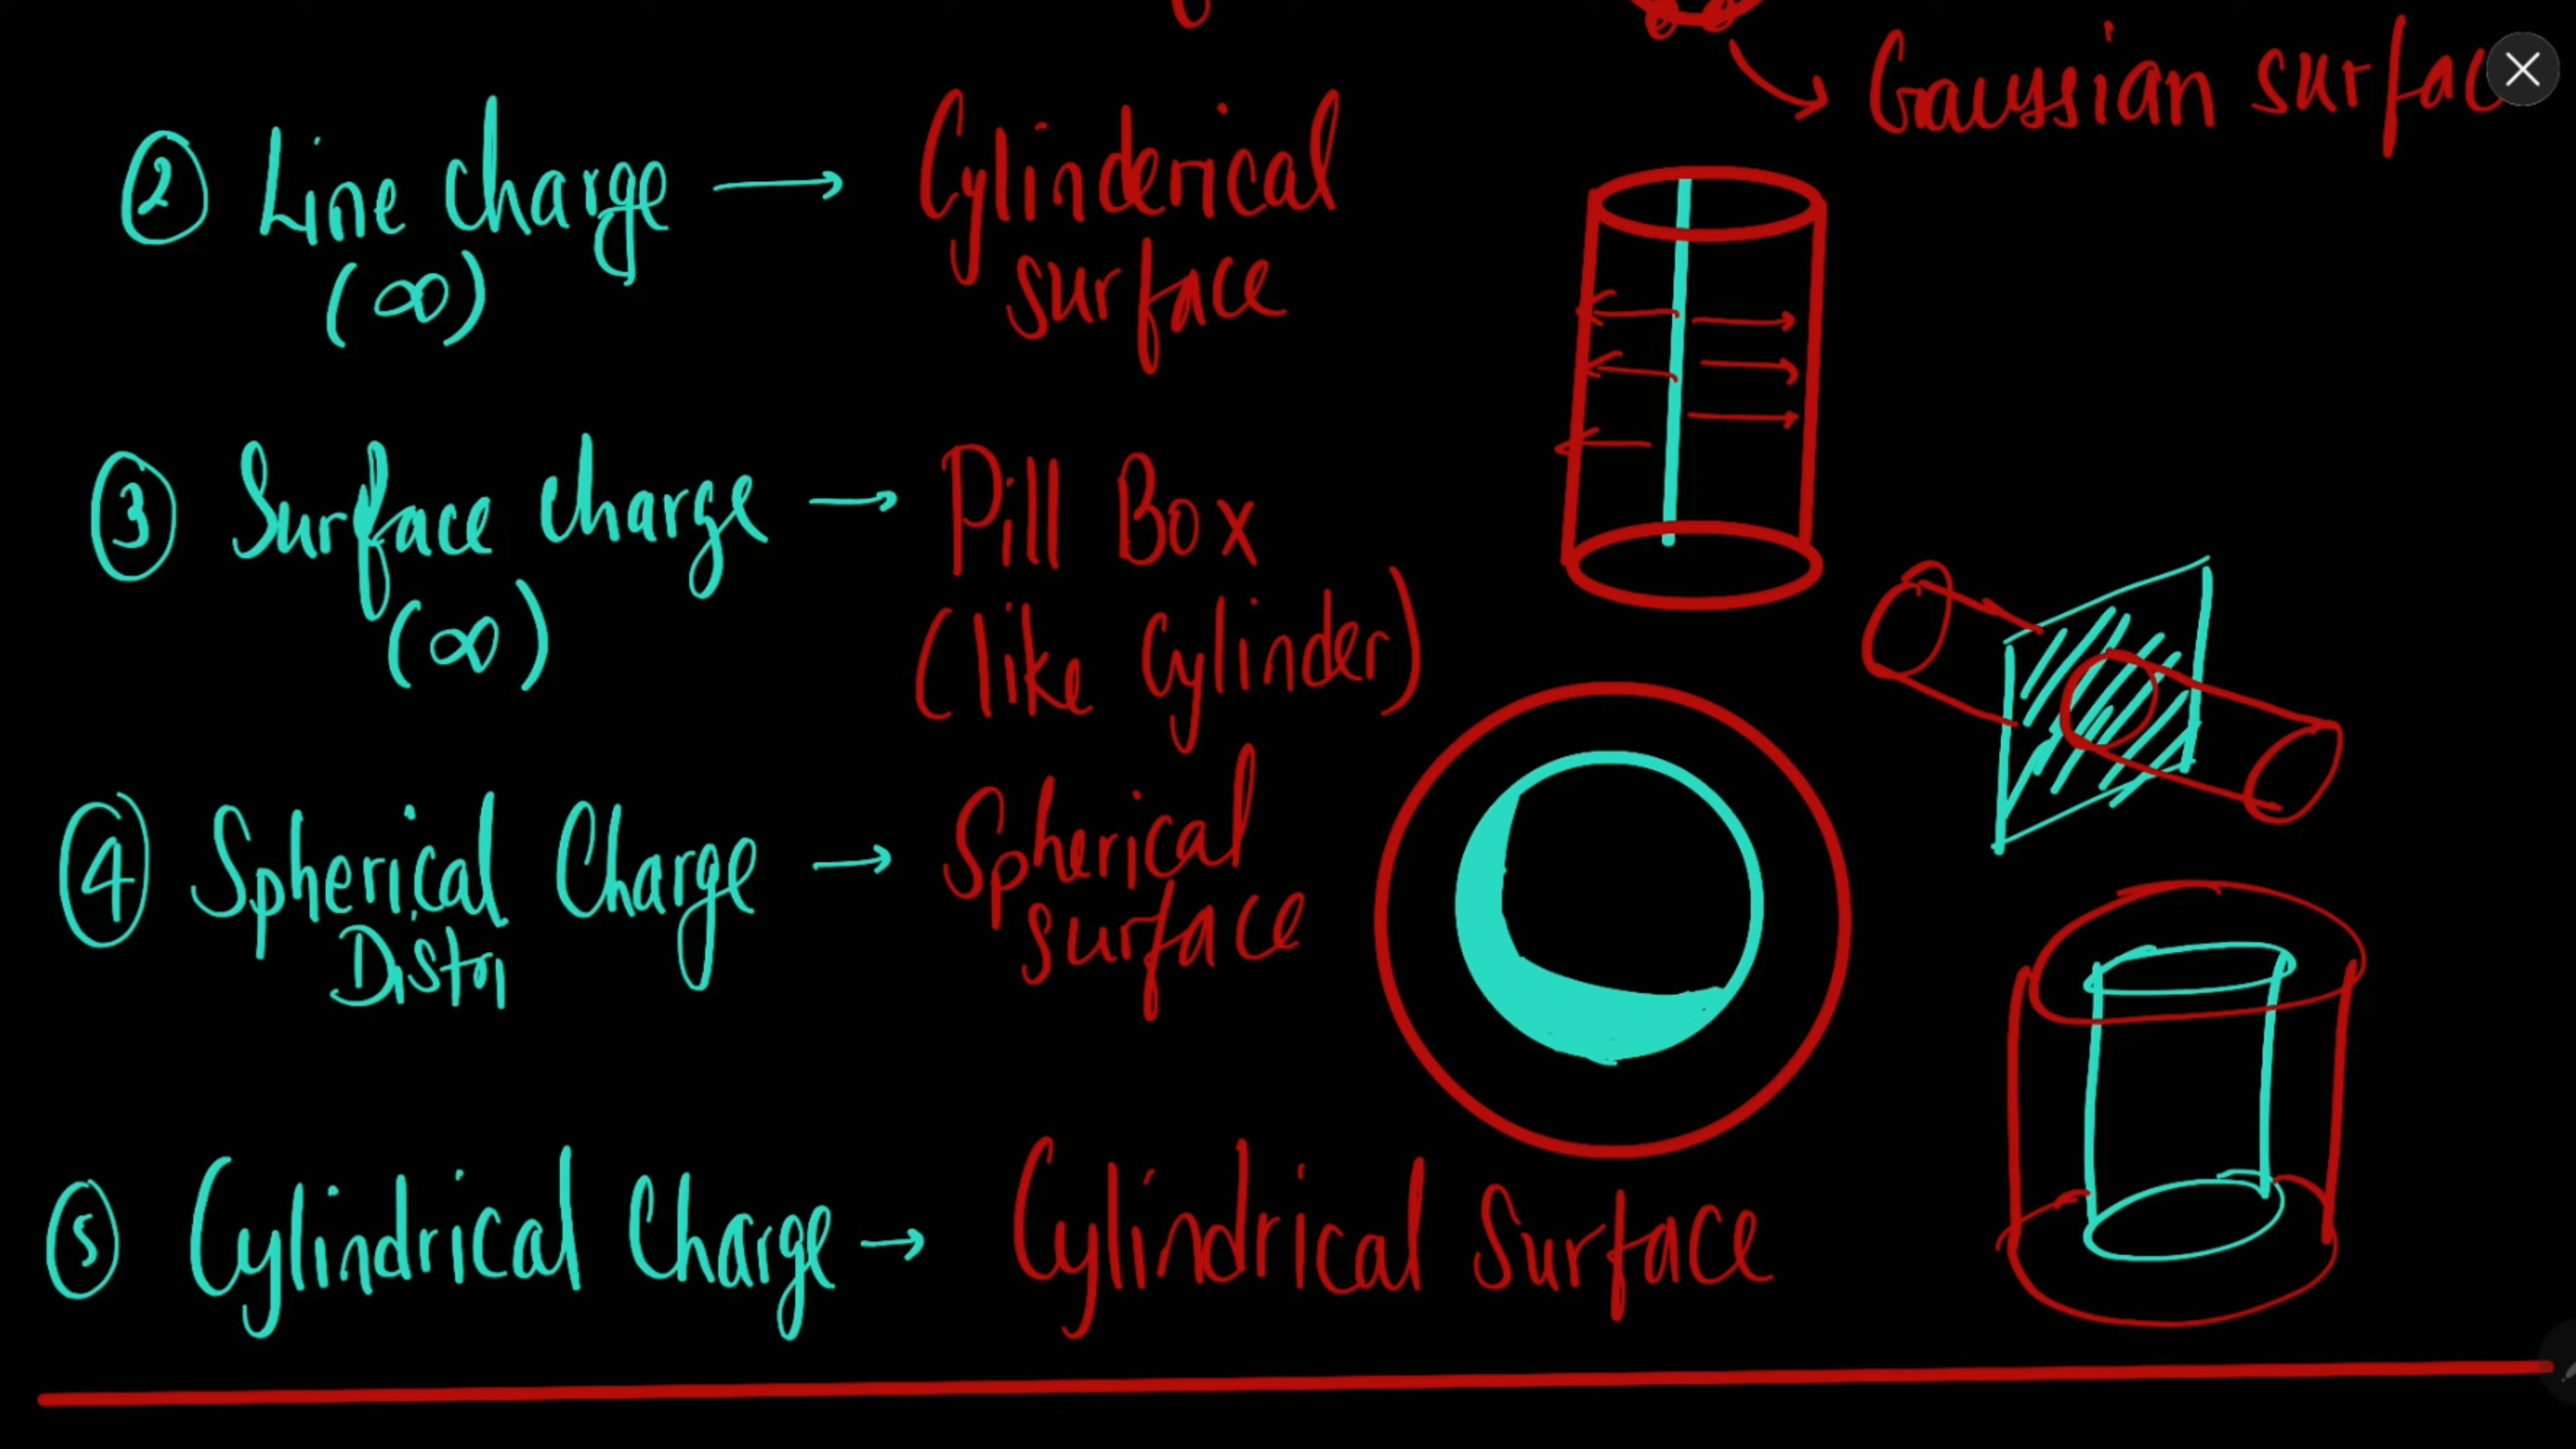 Gaussian surfac
② Line charge → Cylinderical
(∞) surface
③ Surface charge → Pill Box
(∞) (like Cylinder)
④ Spherical Charge → Spherical
Distri surface
⑤ Cylindrical Charge → Cylindrical Surface